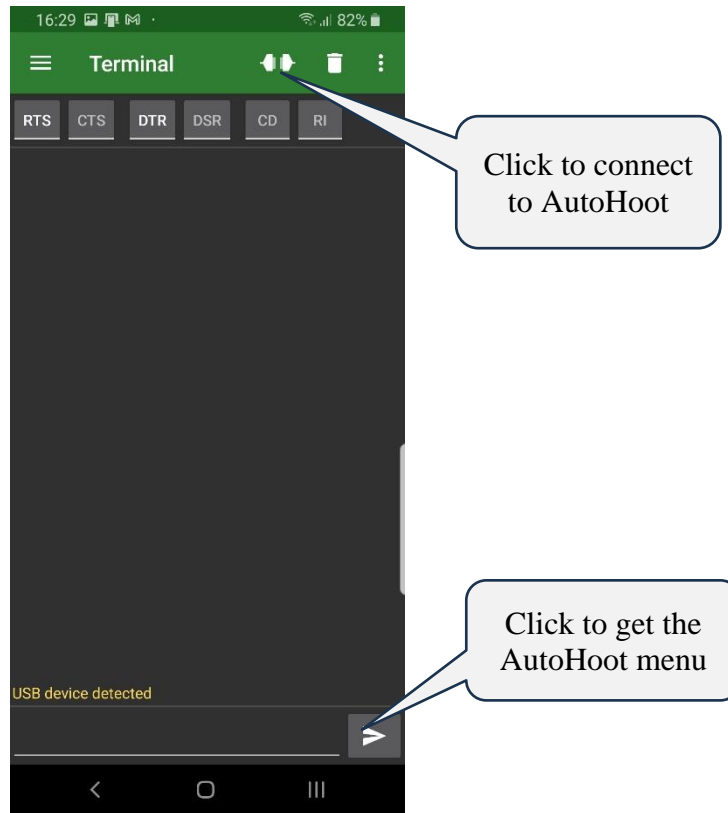 16:29 82%
Terminal
RTS CTS DTR DSR CD RI
Click to connect
to AutoHoot
Click to get the
AutoHoot menu
USB device detected